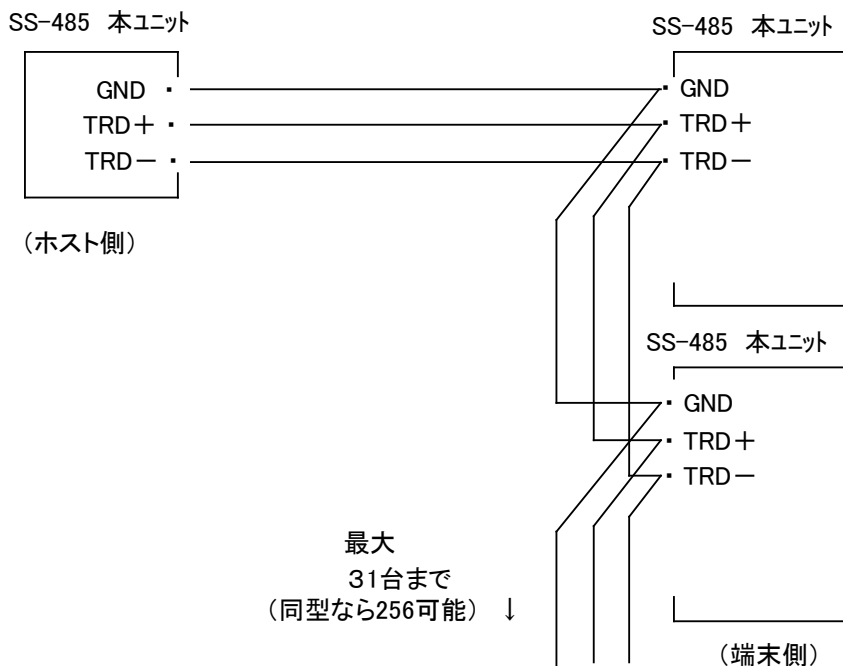 SS-485 本ユニット
GND
TRD＋
TRD－
（ホスト側）
SS-485 本ユニット
GND
TRD＋
TRD－
SS-485 本ユニット
GND
TRD＋
TRD－
最大
３1台まで
（同型なら256可能） ↓
（端末側）